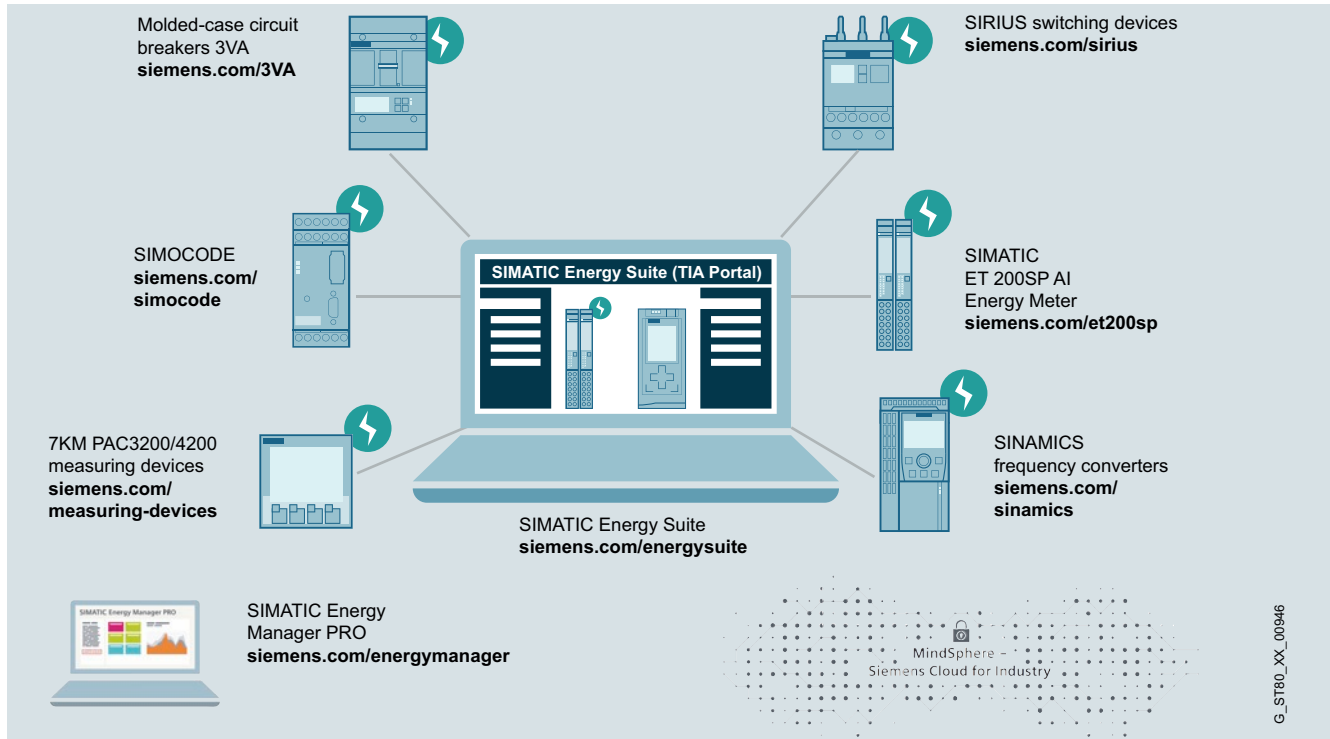 Molded-case circuit
breakers 3VA
siemens.com/3VA
SIRIUS switching devices
siemens.com/sirius
SIMOCODE
siemens.com/
simocode
SIMATIC Energy Suite (TIA Portal)
SIMATIC
ET 200SP AI
Energy Meter
siemens.com/et200sp
7KM PAC3200/4200
measuring devices
siemens.com/
measuring-devices
SINAMICS
frequency converters
siemens.com/
sinamics
SIMATIC Energy Suite
siemens.com/energysuite
SIMATIC Energy Manager PRO
SIMATIC Energy
Manager PRO
siemens.com/energymanager
MindSphere –
Siemens Cloud for Industry
G_ST80_XX_00946